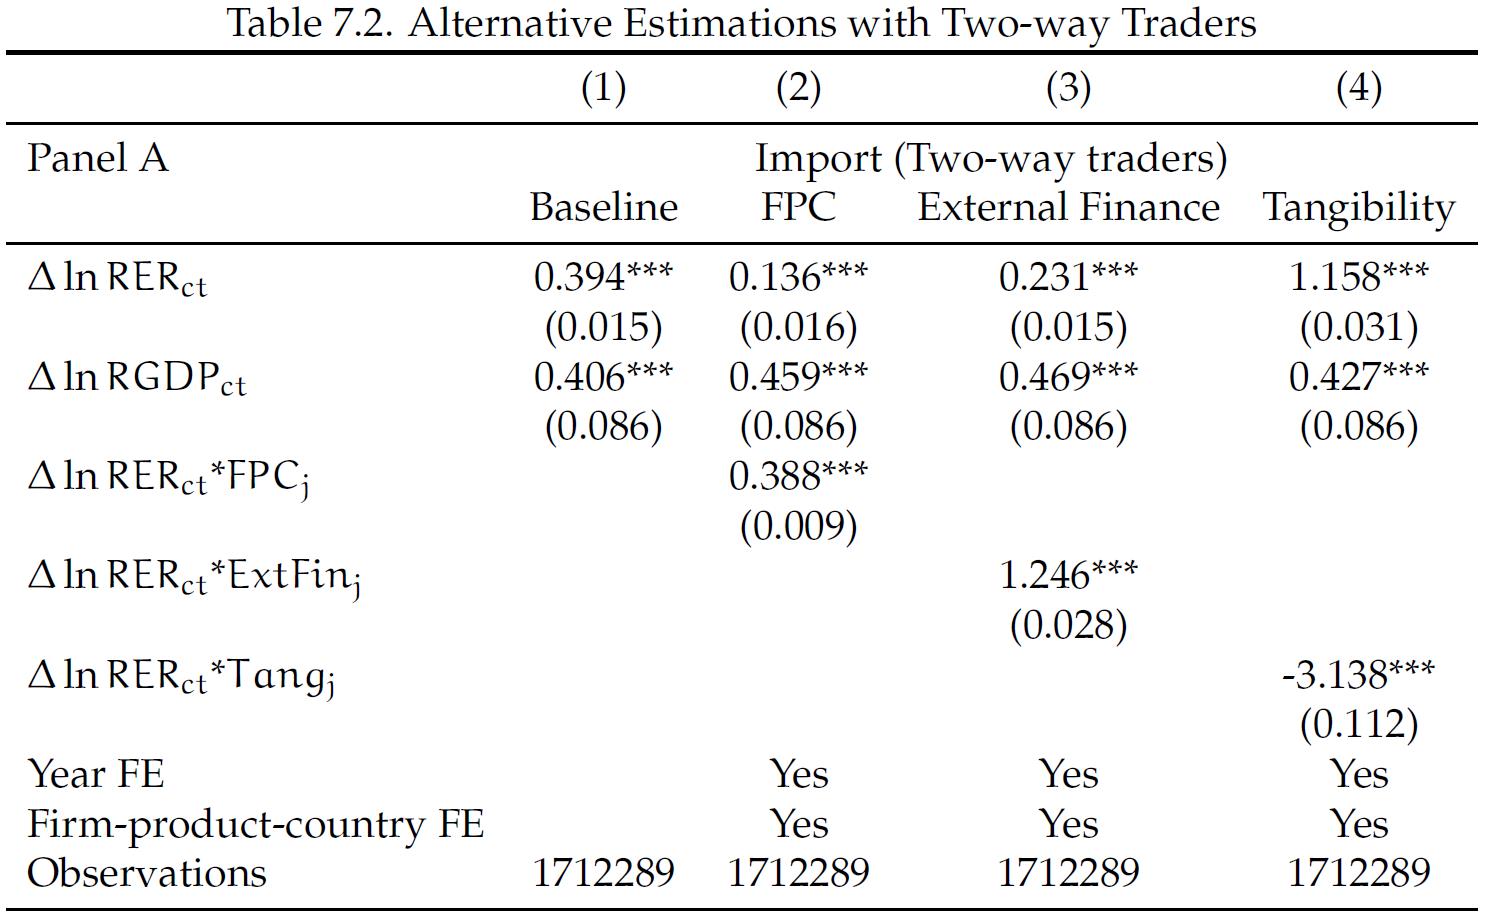 Table 7.2. Alternative Estimations with Two-way Traders
(1) (2) (3) (4)
Panel A Import (Two-way traders)
Baseline FPC External Finance Tangibility
Δ ln RERct 0.394*** 0.136*** 0.231*** 1.158***
(0.015) (0.016) (0.015) (0.031)
Δ ln RGDPct 0.406*** 0.459*** 0.469*** 0.427***
(0.086) (0.086) (0.086) (0.086)
Δ ln RERct*FPCj 0.388***
(0.009)
Δ ln RERct*ExtFinj 1.246***
(0.028)
Δ ln RERct*Tangj -3.138***
(0.112)
Year FE Yes Yes Yes
Firm-product-country FE Yes Yes Yes
Observations 1712289 1712289 1712289 1712289